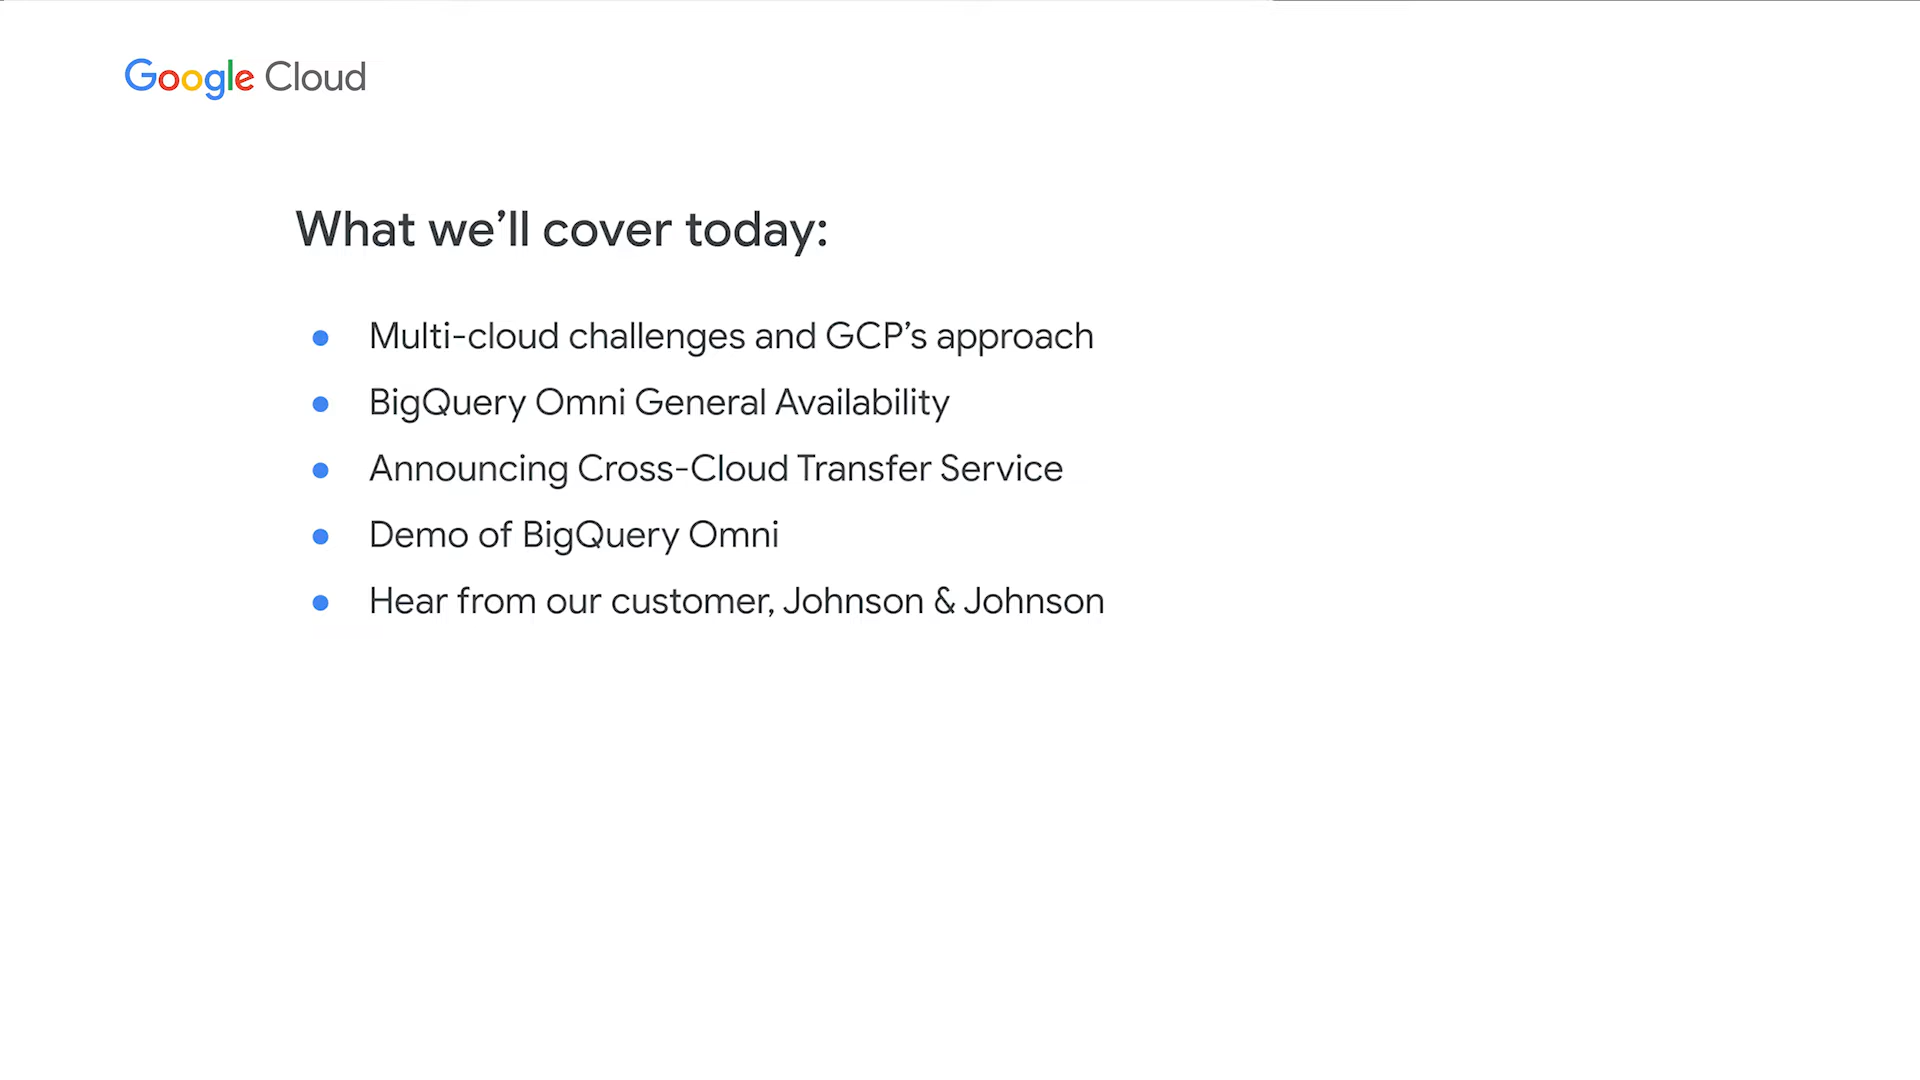 Google Cloud
What we’ll cover today:
● Multi-cloud challenges and GCP’s approach
● BigQuery Omni General Availability
● Announcing Cross-Cloud Transfer Service
● Demo of BigQuery Omni
● Hear from our customer, Johnson & Johnson